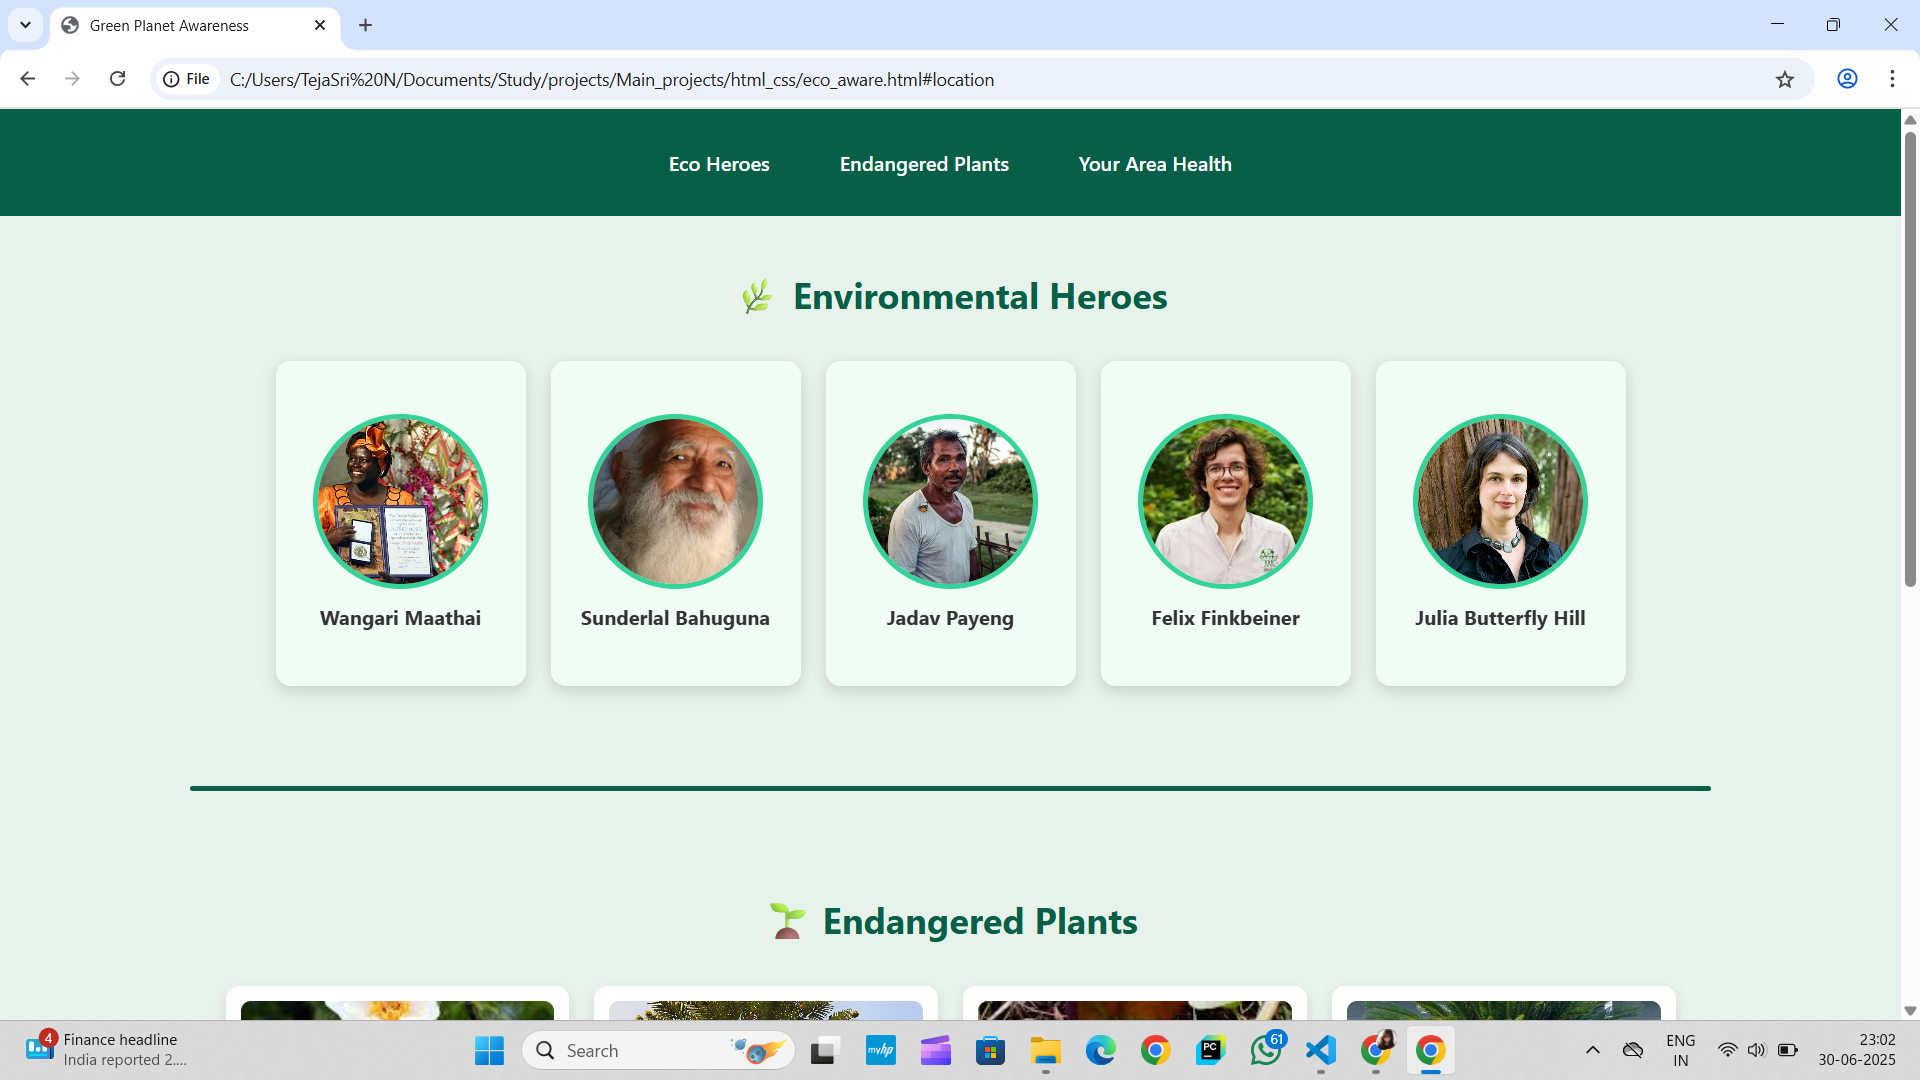 Green Planet Awareness
File
C:/Users/TejaSri%20N/Documents/Study/projects/Main_projects/html_css/eco_aware.html#location
Eco Heroes Endangered Plants Your Area Health
Environmental Heroes
Wangari Maathai Sunderlal Bahuguna Jadav Payeng Felix Finkbeiner Julia Butterfly Hill
Endangered Plants
4
Finance headline
India reported 2....
Search
myhp
PC
61
ENG
IN
23:02
30-06-2025